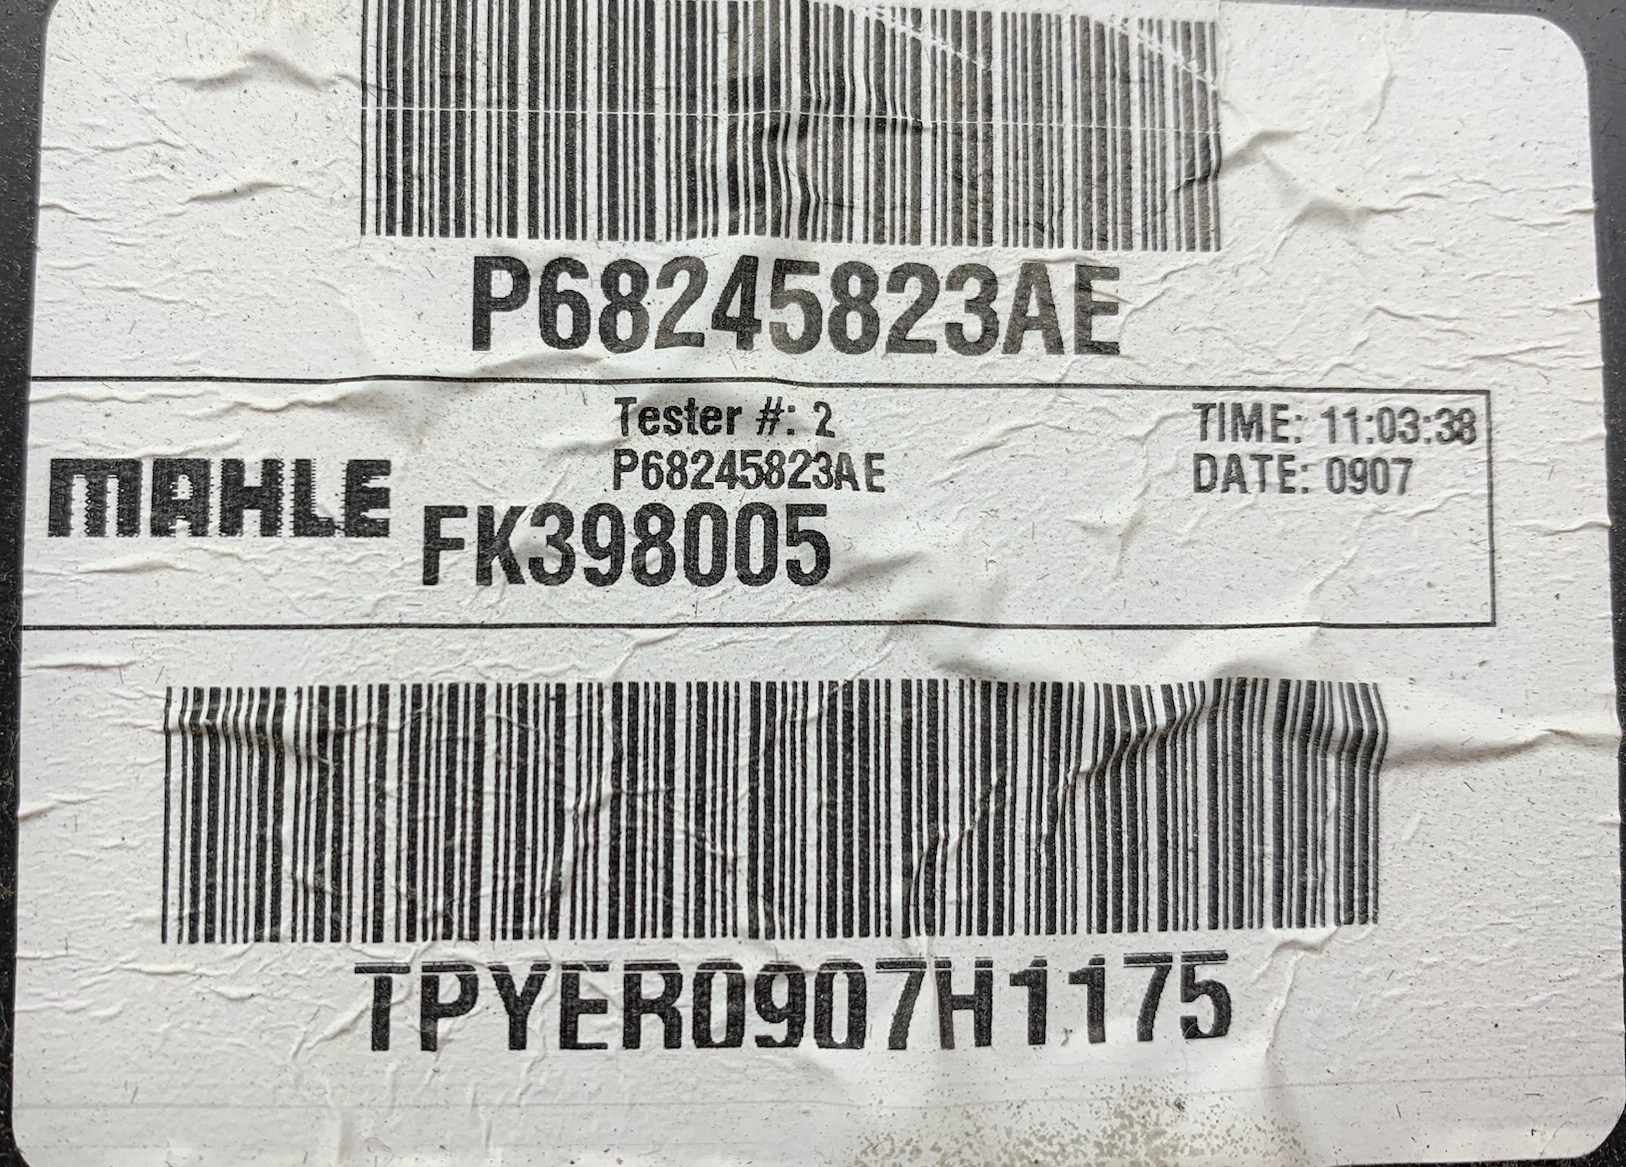 P68245823AE
Tester #: 2
P68245823AE
TIME: 11:03:38
DATE: 0907
MAHLE
FK398005
TPYER0907H1175